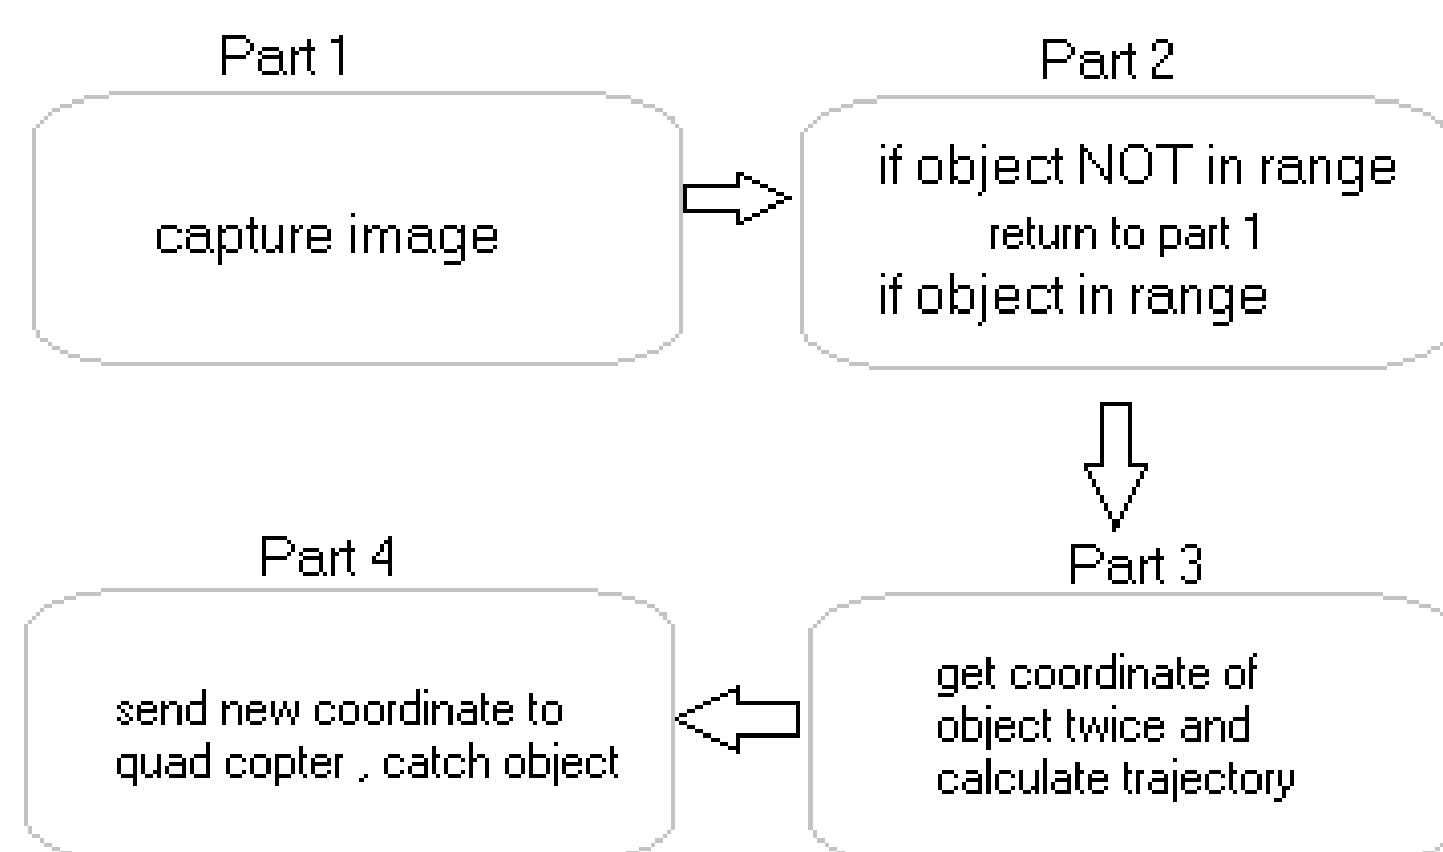 Part 1
capture image
Part 2
if object NOT in range
return to part 1
if object in range
Part 3
get coordinate of
object twice and
calculate trajectory
Part 4
send new coordinate to
quad copter , catch object